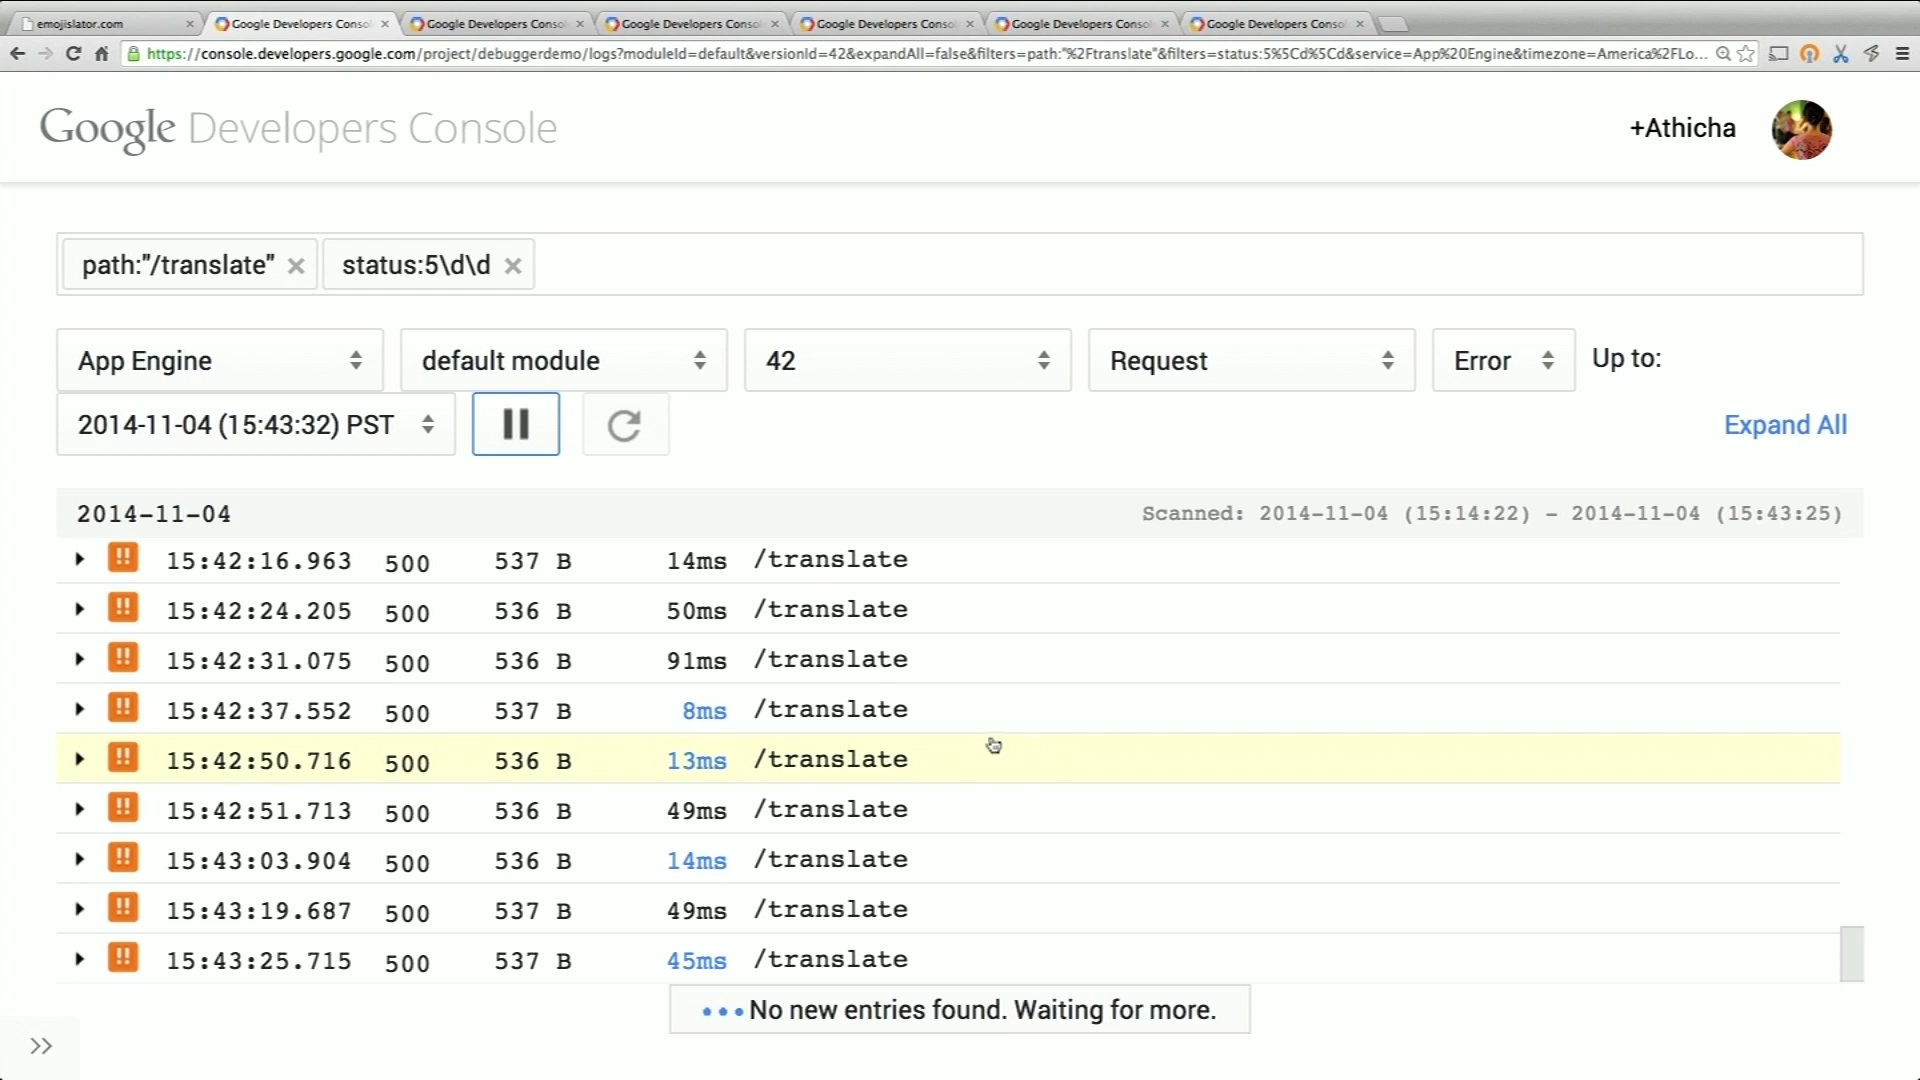 emojislator.com
Google Developers Conso
Google Developers Conso
Google Developers Conso
Google Developers Conso
Google Developers Conso
Google Developers Conso
https://console.developers.google.com/project/debuggerdemo/logs?moduleId=default&versionId=42&expandAll=false&filters=path:"%2Ftranslate"&filters=status:5%5Cd%5Cd&service=App%20Engine&timezone=America%2FLo...
Google Developers Console
+Athicha
path:"/translate" ×
status:5\d\d ×
App Engine
default module
42
Request
Error
Up to:
2014-11-04 (15:43:32) PST
Expand All
2014-11-04
Scanned: 2014-11-04 (15:14:22) - 2014-11-04 (15:43:25)
!! 15:42:16.963 500 537 B 14ms /translate
!! 15:42:24.205 500 536 B 50ms /translate
!! 15:42:31.075 500 536 B 91ms /translate
!! 15:42:37.552 500 537 B 8ms /translate
!! 15:42:50.716 500 536 B 13ms /translate
!! 15:42:51.713 500 536 B 49ms /translate
!! 15:43:03.904 500 536 B 14ms /translate
!! 15:43:19.687 500 537 B 49ms /translate
!! 15:43:25.715 500 537 B 45ms /translate
No new entries found. Waiting for more.